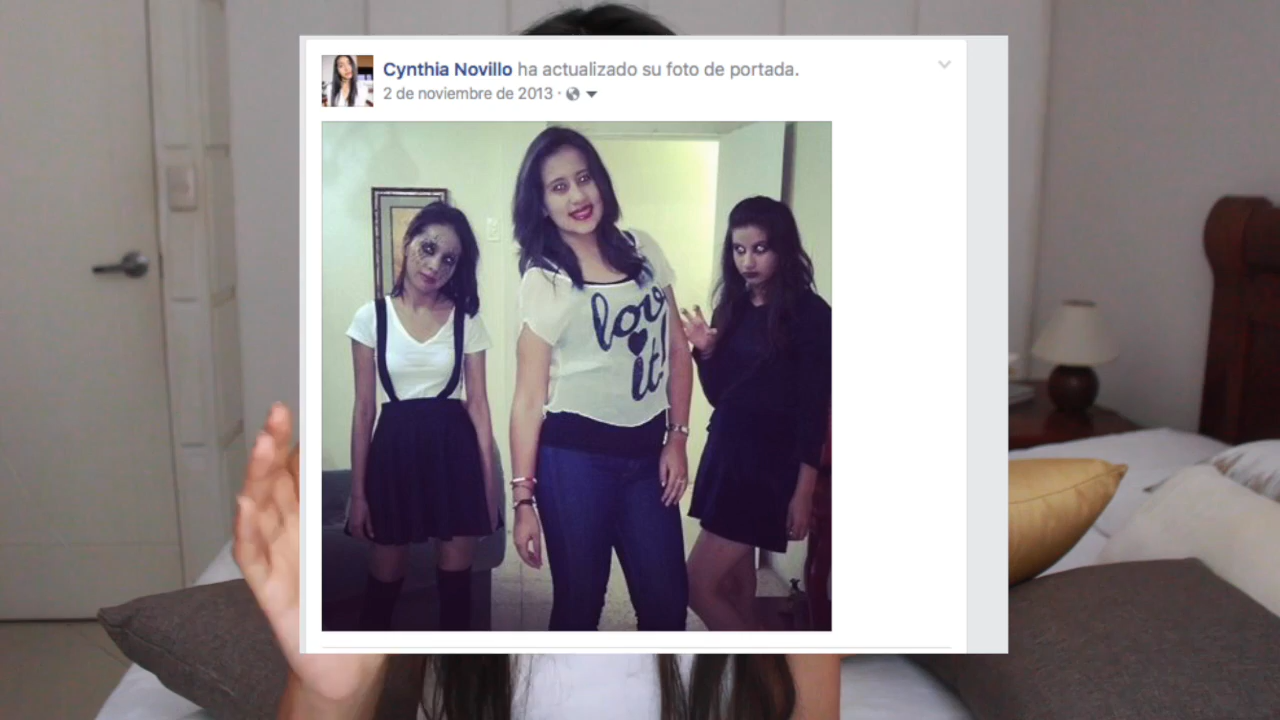 Cynthia Novillo ha actualizado su foto de portada.
2 de noviembre de 2013 ·
love
it!